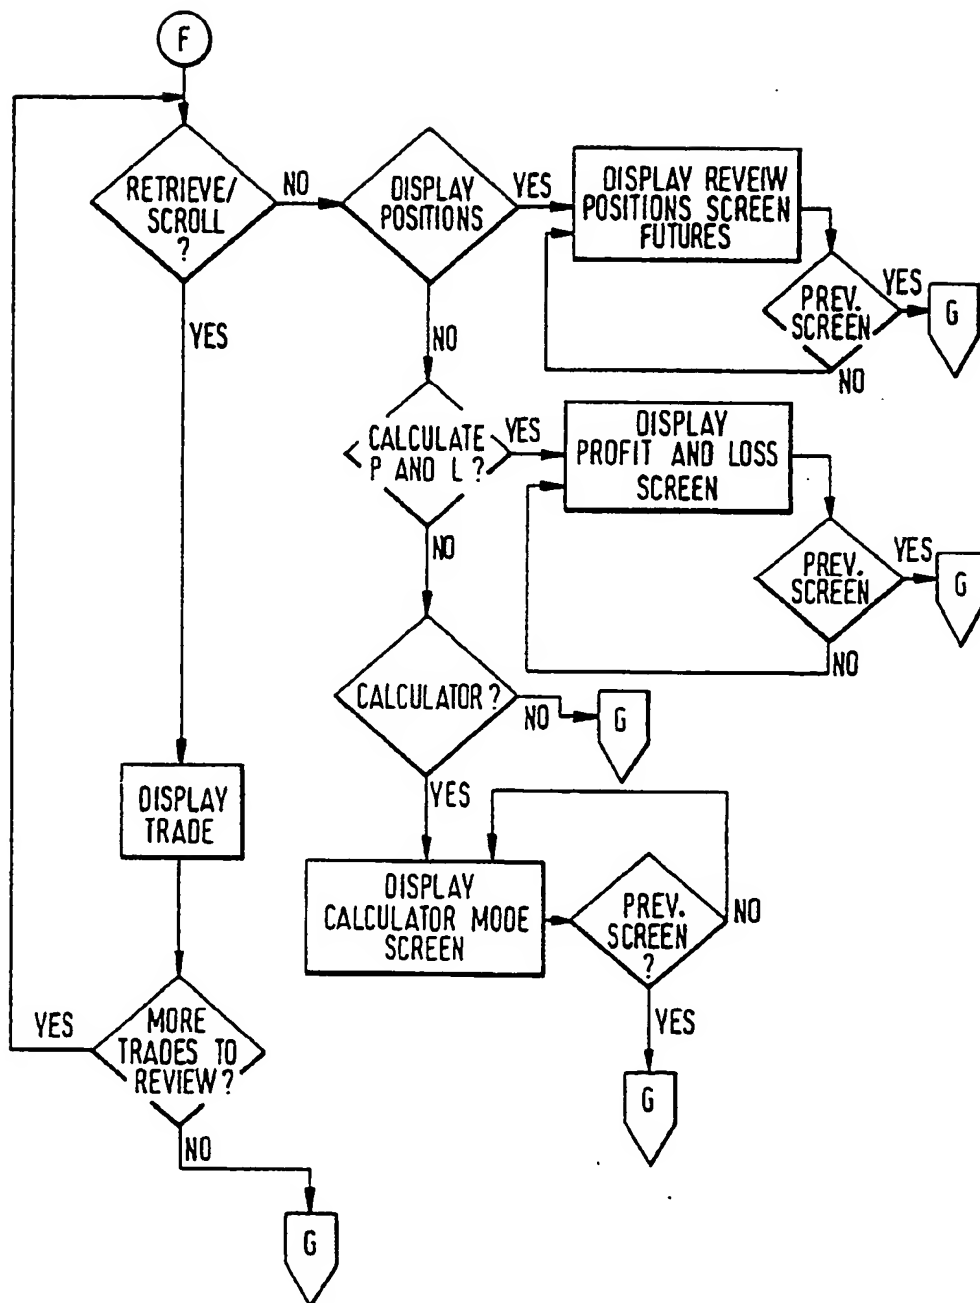 F
RETRIEVE/
SCROLL
?
NO
DISPLAY
POSITIONS
YES
DISPLAY REVEIW
POSITIONS SCREEN
FUTURES
YES
NO
PREV.
SCREEN
YES
G
NO
CALCULATE
P AND L ?
YES
DISPLAY
PROFIT AND LOSS
SCREEN
NO
PREV.
SCREEN
YES
G
NO
CALCULATOR ?
NO
G
YES
DISPLAY
TRADE
DISPLAY
CALCULATOR MODE
SCREEN
PREV.
SCREEN
?
NO
YES
G
YES
MORE
TRADES TO
REVIEW ?
NO
G